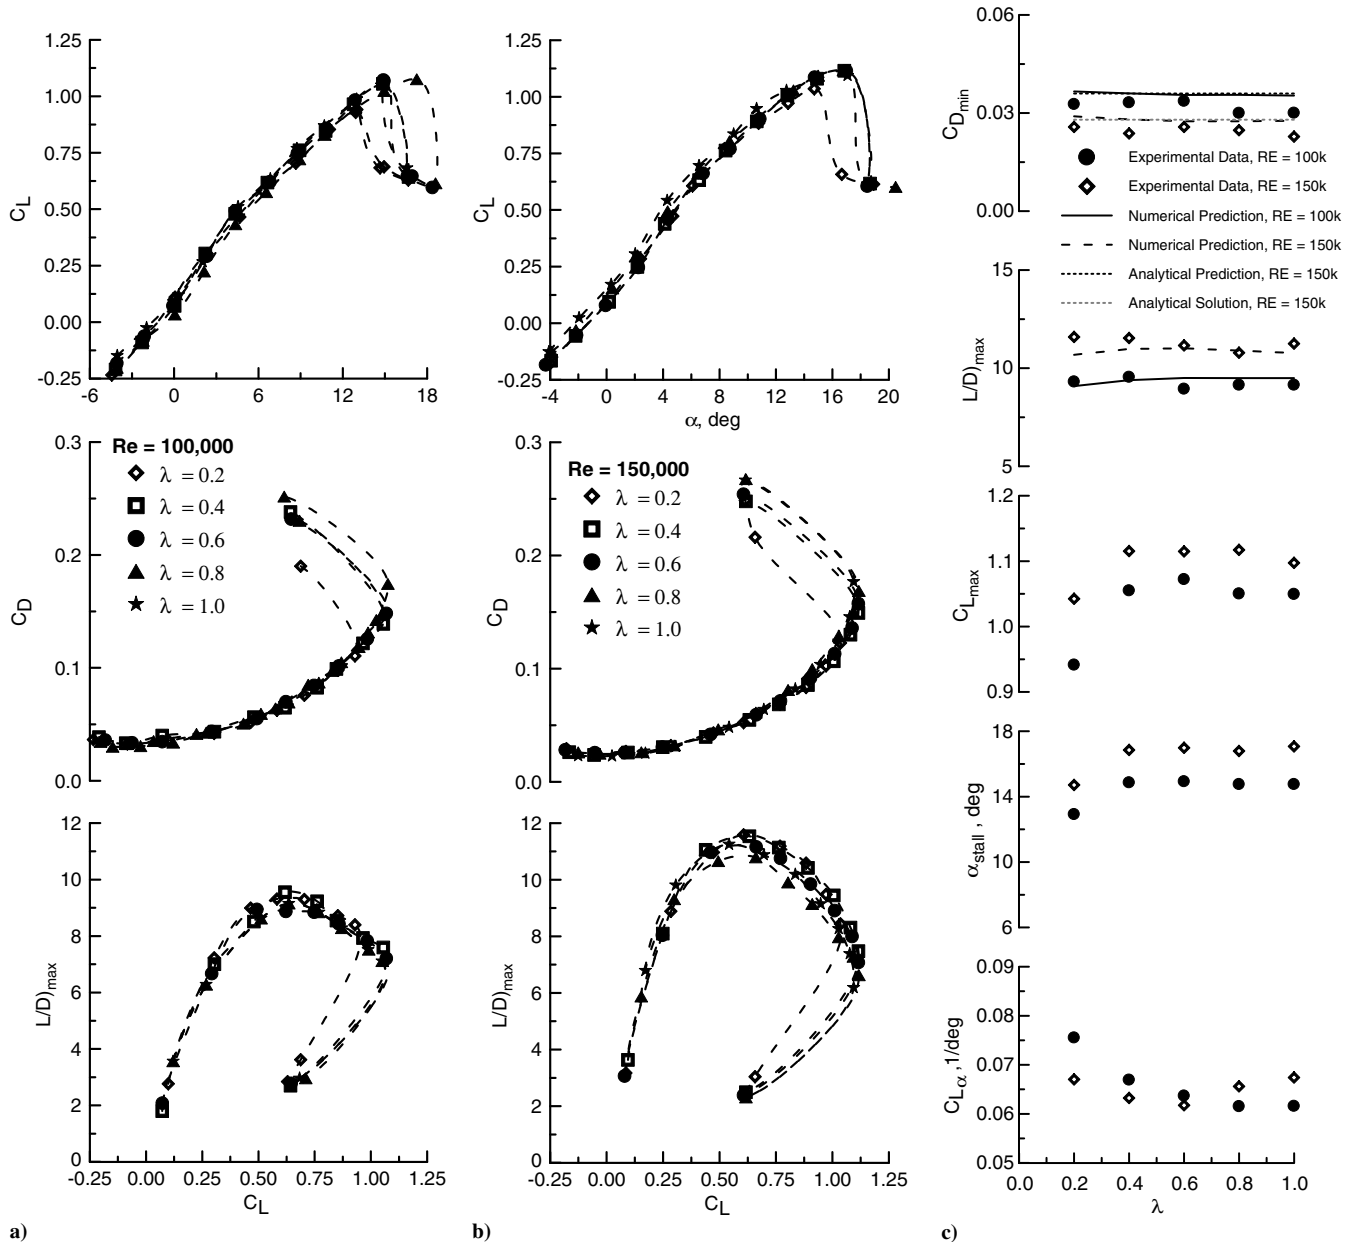 1.25
1.00
0.75
0.50
0.25
0.00
-0.25
C_L
-6
0
6
12
18
0.3
0.2
0.1
0.0
C_D
Re = 100,000
λ = 0.2
λ = 0.4
λ = 0.6
λ = 0.8
λ = 1.0
12
10
8
6
4
2
0
L/D)_max
-0.25
0.00
0.25
0.50
0.75
1.00
1.25
C_L
a)
1.25
1.00
0.75
0.50
0.25
0.00
-0.25
C_L
-4
0
4
8
12
16
20
α, deg
0.3
0.2
0.1
0.0
C_D
Re = 150,000
λ = 0.2
λ = 0.4
λ = 0.6
λ = 0.8
λ = 1.0
12
10
8
6
4
2
0
L/D)_max
-0.25
0.00
0.25
0.50
0.75
1.00
1.25
C_L
b)
0.06
0.03
0.00
C_Dmin
Experimental Data, RE = 100k
Experimental Data, RE = 150k
Numerical Prediction, RE = 100k
Numerical Prediction, RE = 150k
Analytical Prediction, RE = 150k
Analytical Solution, RE = 150k
15
10
5
L/D)_max
1.2
1.1
1.0
0.9
C_Lmax
18
14
10
6
α_stall, deg
0.09
0.08
0.07
0.06
0.05
C_Lα, 1/deg
0.0
0.2
0.4
0.6
0.8
1.0
λ
c)